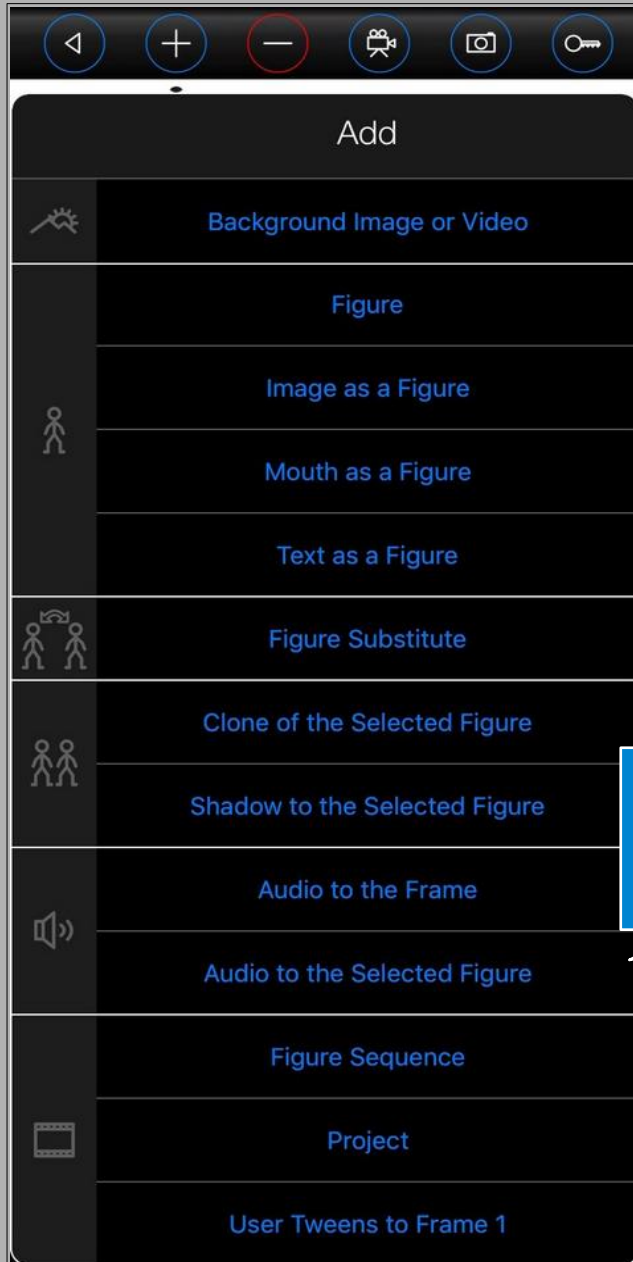 Add
Background Image or Video
Figure
Image as a Figure
Mouth as a Figure
Text as a Figure
Figure Substitute
Clone of the Selected Figure
Shadow to the Selected Figure
Audio to the Frame
Audio to the Selected Figure
Figure Sequence
Project
User Tweens to Frame 1